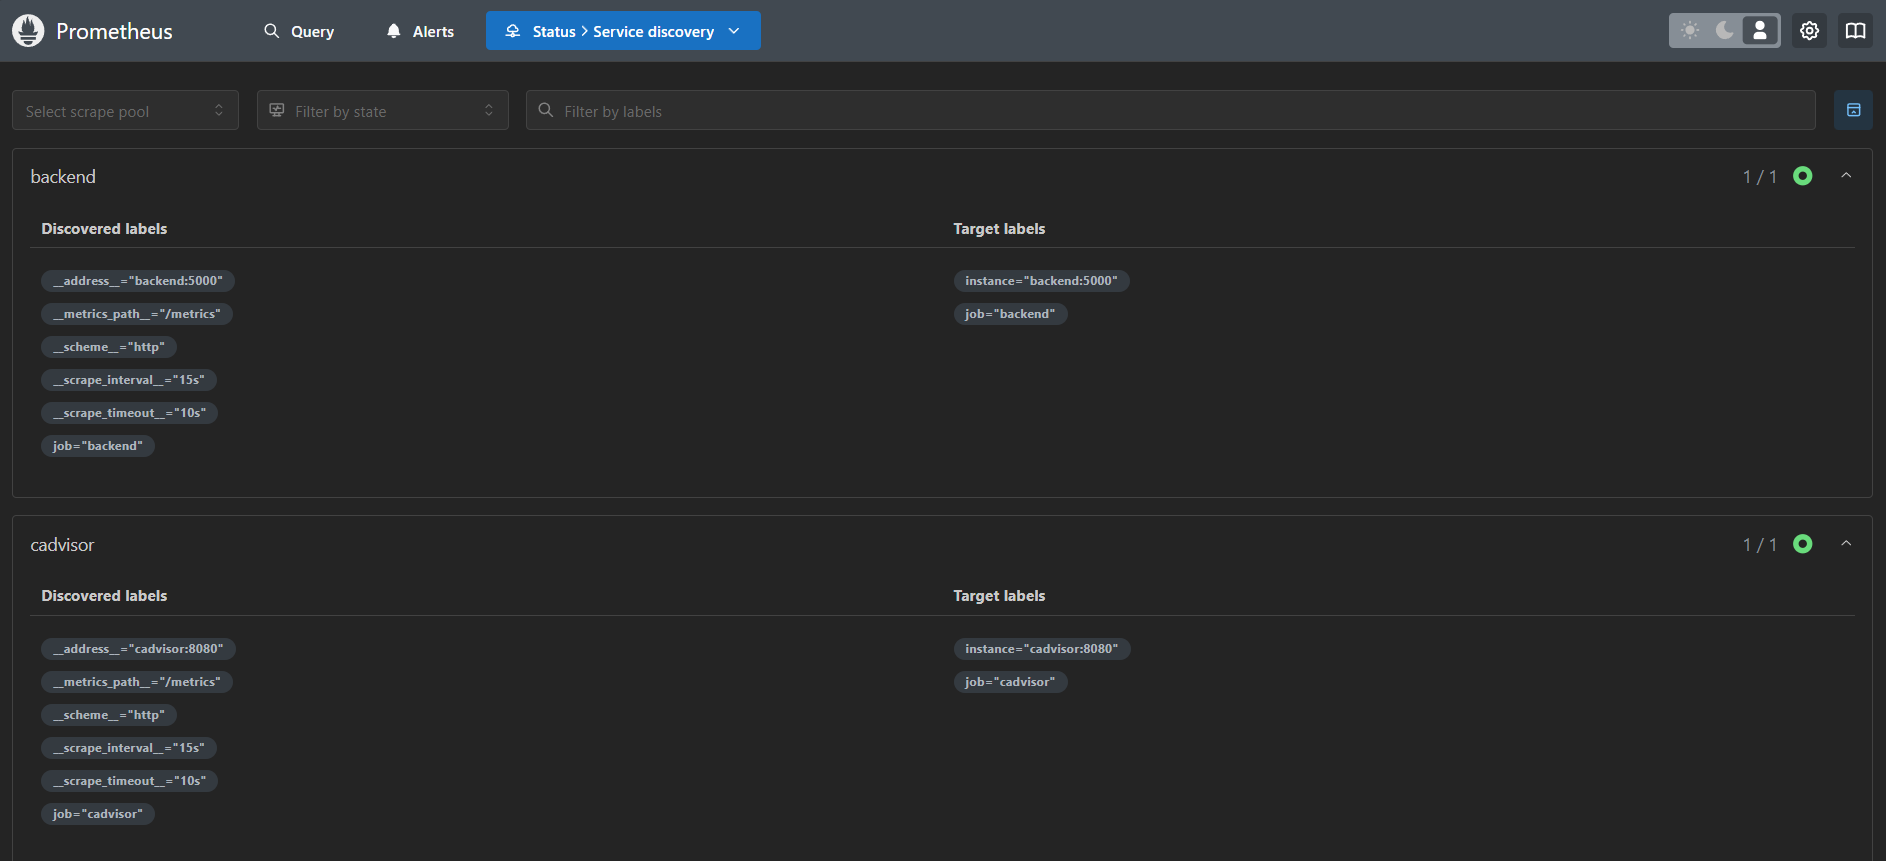 Prometheus Query Alerts Status > Service discovery
Select scrape pool Filter by state Filter by labels
backend 1 / 1
Discovered labels Target labels
__address__="backend:5000" instance="backend:5000"
__metrics_path__="/metrics" job="backend"
__scheme__="http"
__scrape_interval__="15s"
__scrape_timeout__="10s"
job="backend"
cadvisor 1 / 1
Discovered labels Target labels
__address__="cadvisor:8080" instance="cadvisor:8080"
__metrics_path__="/metrics" job="cadvisor"
__scheme__="http"
__scrape_interval__="15s"
__scrape_timeout__="10s"
job="cadvisor"